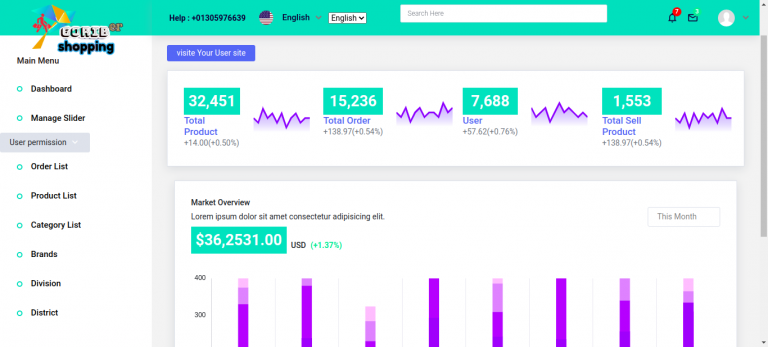 GORIB
shopping
Help : +01305976639
English
English
Search Here
7
Main Menu
Dashboard
Manage Slider
User permission
Order List
Product List
Category List
Brands
Division
District
visite Your User site
32,451
Total
Product
+14.00(+0.50%)
15,236
Total Order
+138.97(+0.54%)
7,688
User
+57.62(+0.76%)
1,553
Total Sell
Product
+138.97(+0.54%)
Market Overview
Lorem ipsum dolor sit amet consectetur adipisicing elit.
$36,2531.00 USD (+1.37%)
This Month
400
300